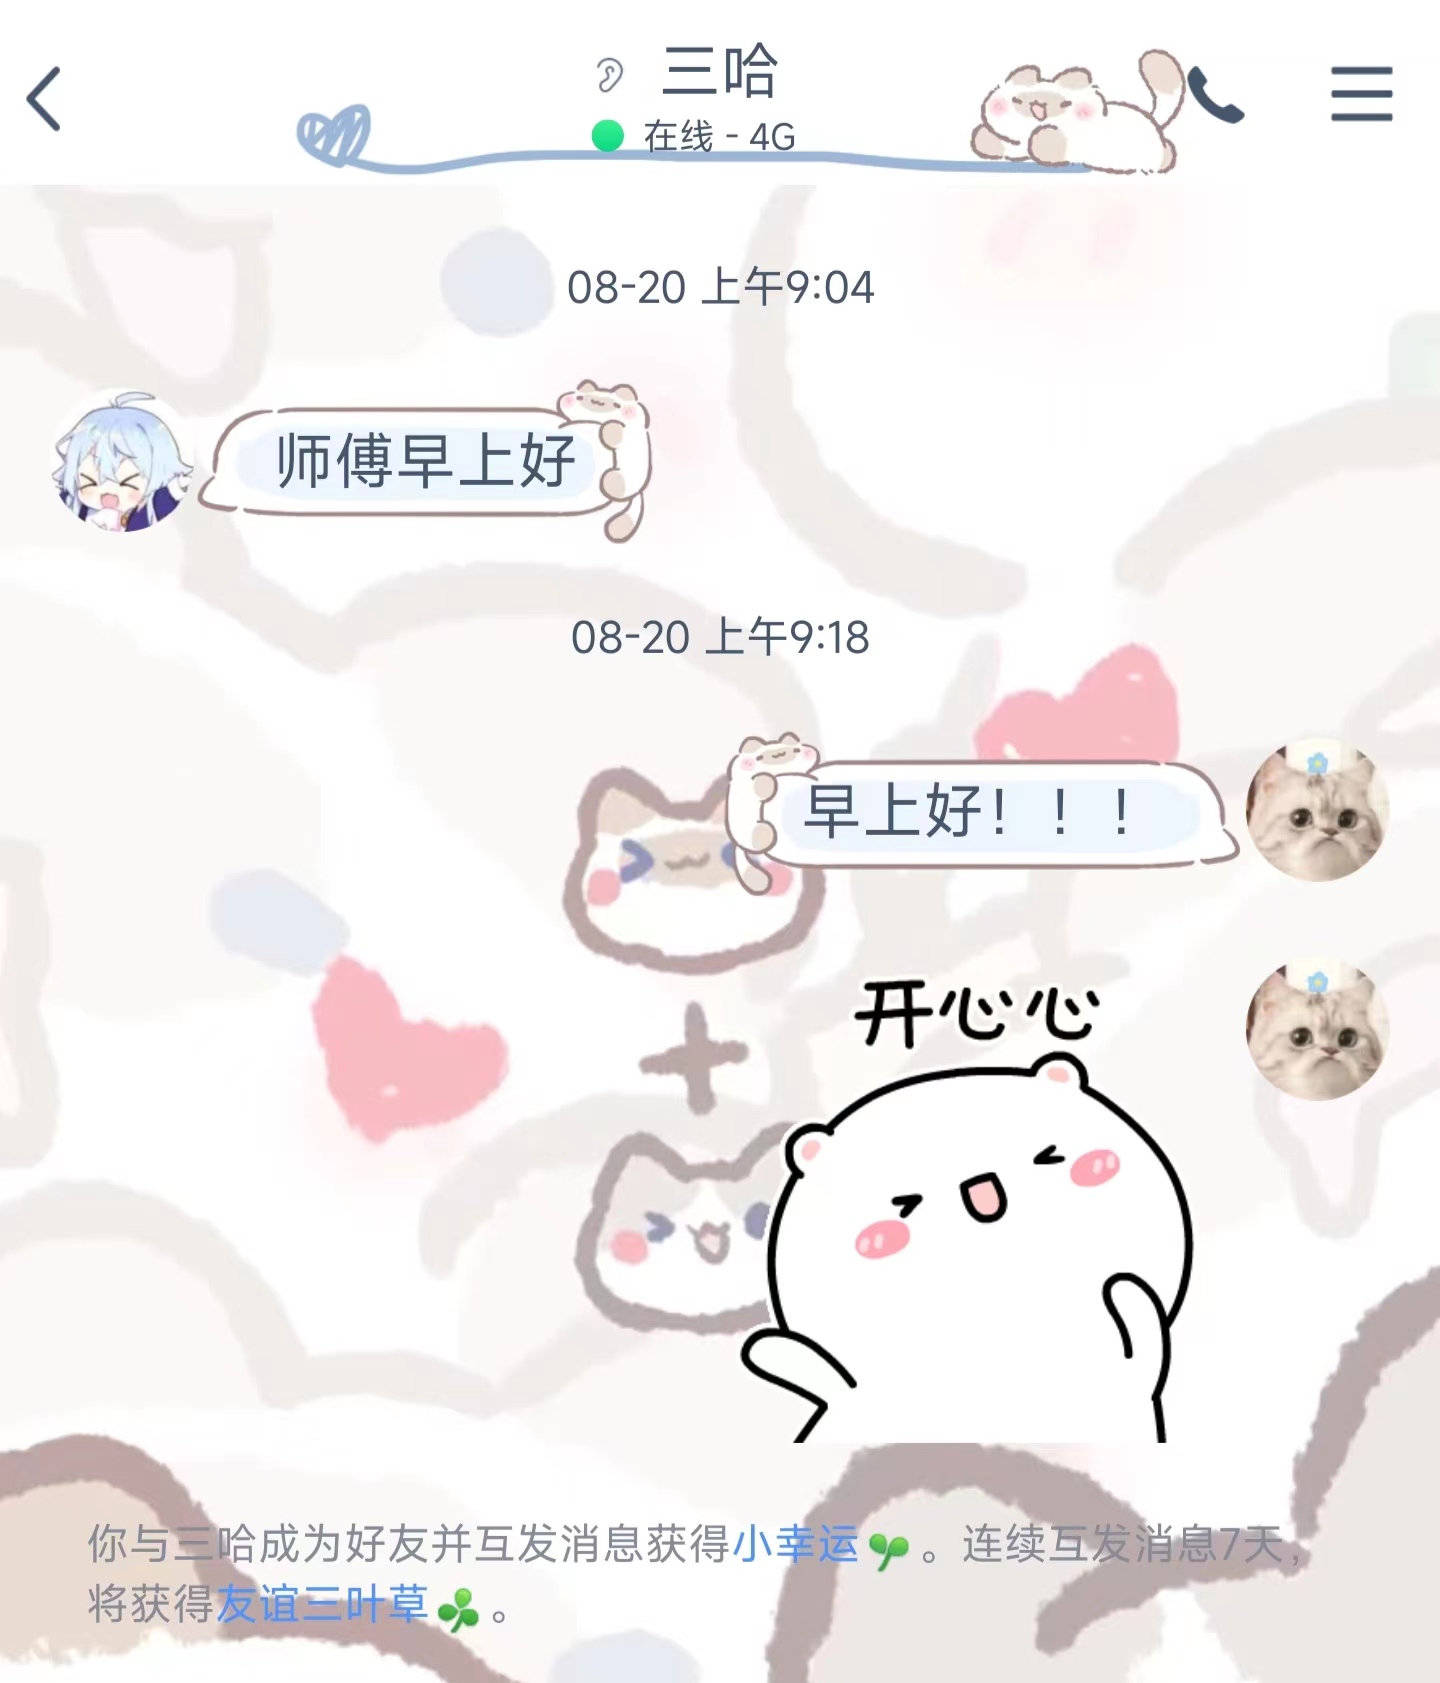 三哈
在线 - 4G
08-20 上午9:04
师傅早上好
08-20 上午9:18
早上好！！！
开心心
你与三哈成为好友并互发消息获得小幸运。连续互发消息7天，
将获得友谊三叶草。